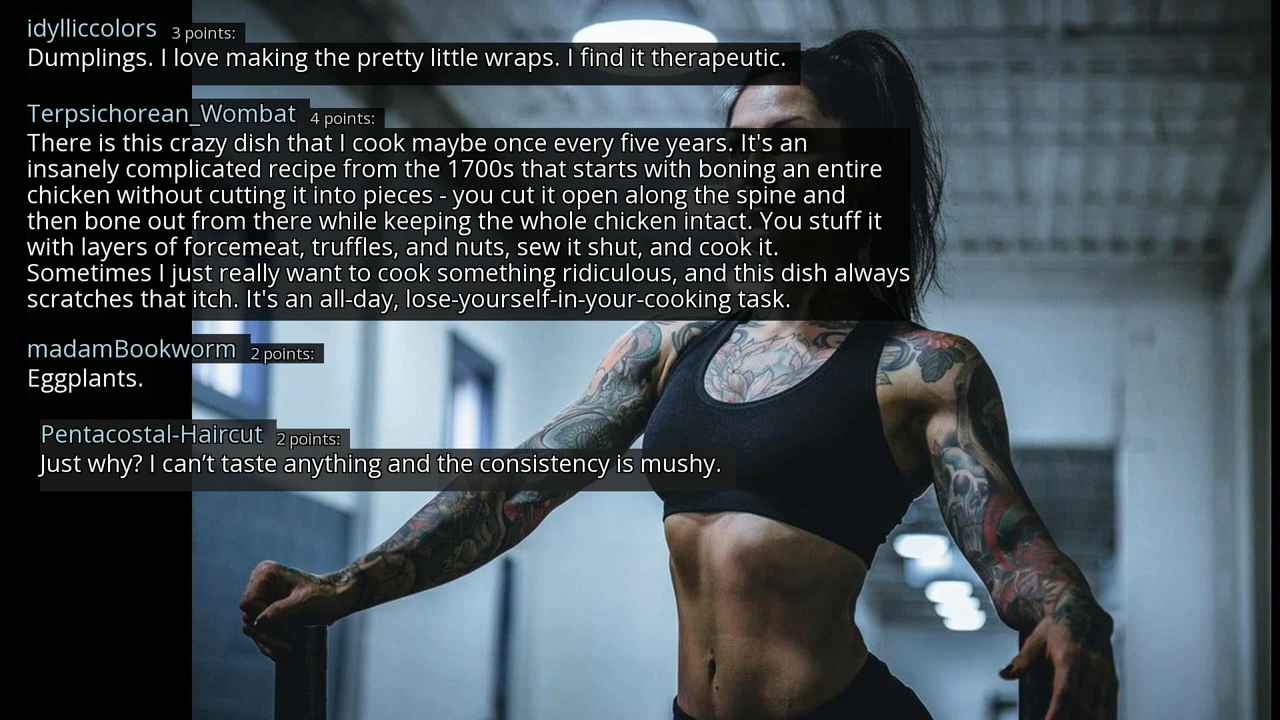 idylliccolors 3 points:
Dumplings. I love making the pretty little wraps. I find it therapeutic.
Terpsichorean_Wombat 4 points:
There is this crazy dish that I cook maybe once every five years. It's an
insanely complicated recipe from the 1700s that starts with boning an entire
chicken without cutting it into pieces - you cut it open along the spine and
then bone out from there while keeping the whole chicken intact. You stuff it
with layers of forcemeat, truffles, and nuts, sew it shut, and cook it.
Sometimes I just really want to cook something ridiculous, and this dish always
scratches that itch. It's an all-day, lose-yourself-in-your-cooking task.
madamBookworm 2 points:
Eggplants.
Pentacostal-Haircut 2 points:
Just why? I can’t taste anything and the consistency is mushy.